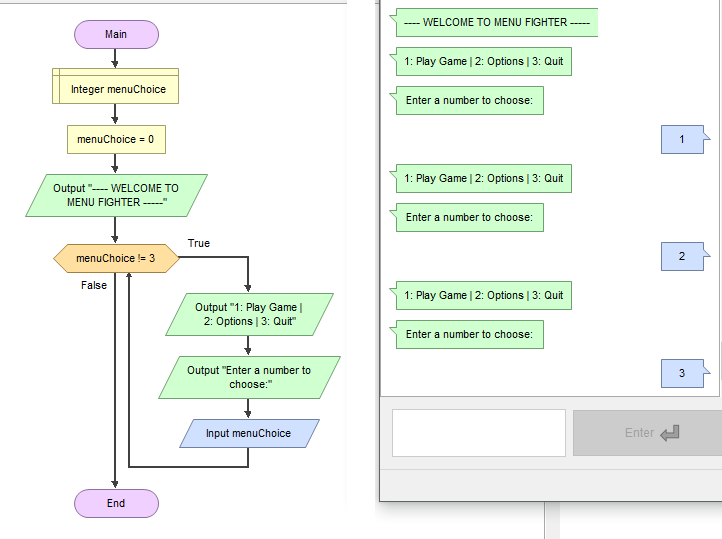 Main
Integer menuChoice
menuChoice = 0
Output "---- WELCOME TO
MENU FIGHTER -----"
menuChoice != 3
True
False
Output "1: Play Game |
2: Options | 3: Quit"
Output "Enter a number to
choose:"
Input menuChoice
End
---- WELCOME TO MENU FIGHTER -----
1: Play Game | 2: Options | 3: Quit
Enter a number to choose:
1
1: Play Game | 2: Options | 3: Quit
Enter a number to choose:
2
1: Play Game | 2: Options | 3: Quit
Enter a number to choose:
3
Enter